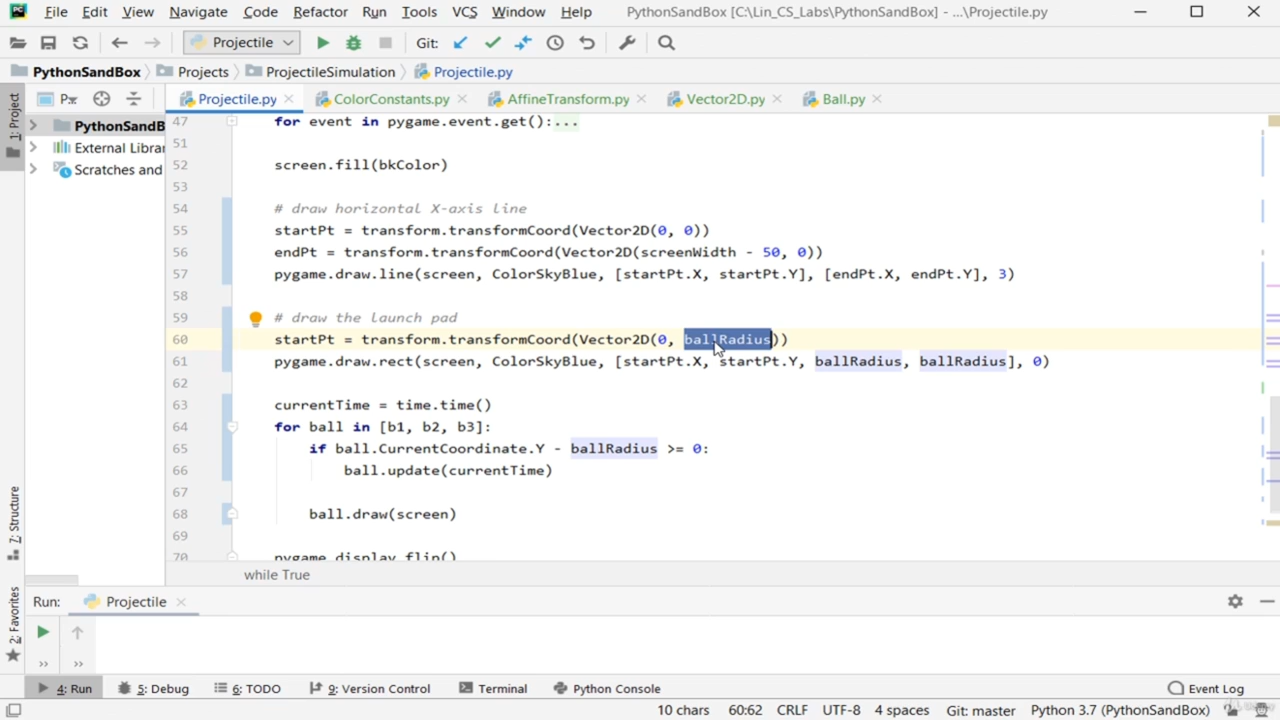 File Edit View Navigate Code Refactor Run Tools VCS Window Help PythonSandBox [C:\Lin_CS_Labs\PythonSandBox] - ...\Projectile.py
Projectile Git:
PythonSandBox Projects ProjectileSimulation Projectile.py
1: Project
Projectile.py ColorConstants.py AffineTransform.py Vector2D.py Ball.py
PythonSandB
External Librar
Scratches and
47 for event in pygame.event.get():...
51
52 screen.fill(bkColor)
53
54 # draw horizontal X-axis line
55 startPt = transform.transformCoord(Vector2D(0, 0))
56 endPt = transform.transformCoord(Vector2D(screenWidth - 50, 0))
57 pygame.draw.line(screen, ColorSkyBlue, [startPt.X, startPt.Y], [endPt.X, endPt.Y], 3)
58
59 # draw the launch pad
60 startPt = transform.transformCoord(Vector2D(0, ballRadius))
61 pygame.draw.rect(screen, ColorSkyBlue, [startPt.X, startPt.Y, ballRadius, ballRadius], 0)
62
63 currentTime = time.time()
64 for ball in [b1, b2, b3]:
65 if ball.CurrentCoordinate.Y - ballRadius >= 0:
66 ball.update(currentTime)
67
68 ball.draw(screen)
69
70 pygame.display.flip()
while True
Z: Structure
2: Favorites
Run: Projectile
4: Run 5: Debug 6: TODO 9: Version Control Terminal Python Console Event Log
10 chars 60:62 CRLF UTF-8 4 spaces Git: master Python 3.7 (PythonSandBox)